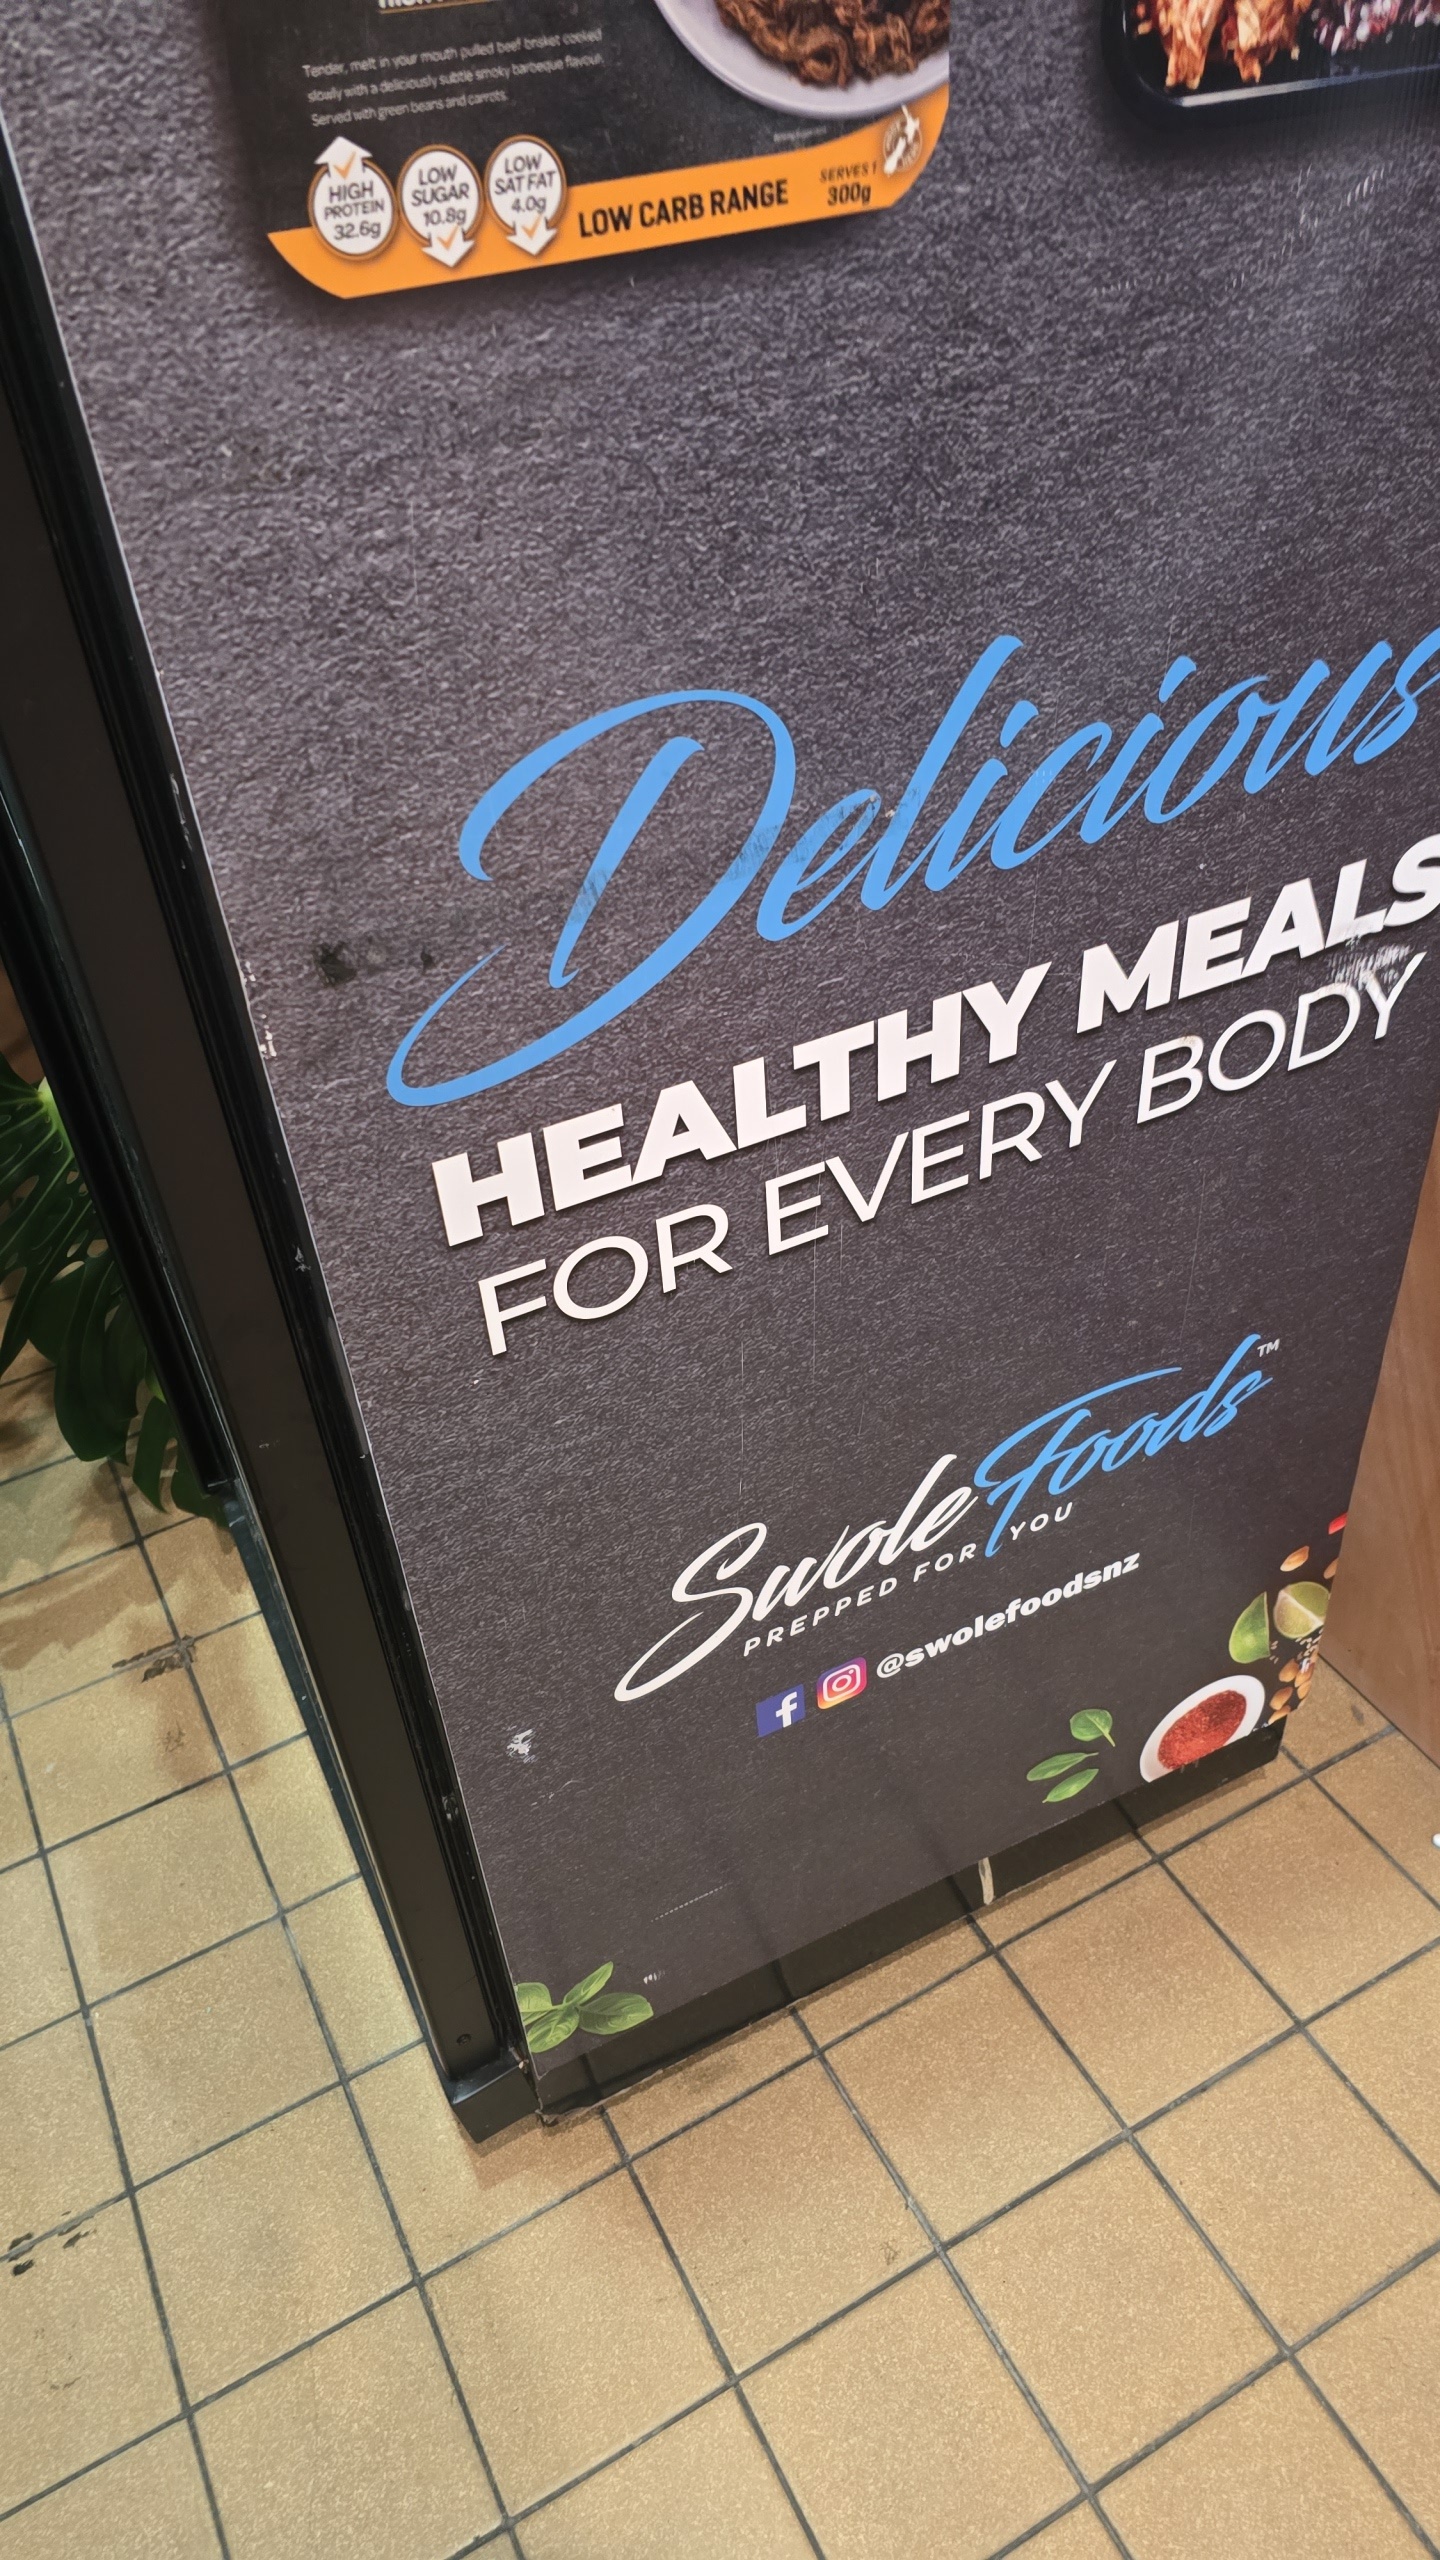 Tender, melt in your mouth pulled beef brisket cooked
slowly with a deliciously subtle smoky barbeque flavour.
Served with green beans and carrots.
HIGH
PROTEIN
32.6g
LOW
SUGAR
10.8g
LOW
SAT FAT
4.0g
LOW CARB RANGE
SERVES 1
300g
Delicious
HEALTHY MEALS
FOR EVERY BODY
Swole Foods™
PREPPED FOR YOU
f @swolefoodsnz